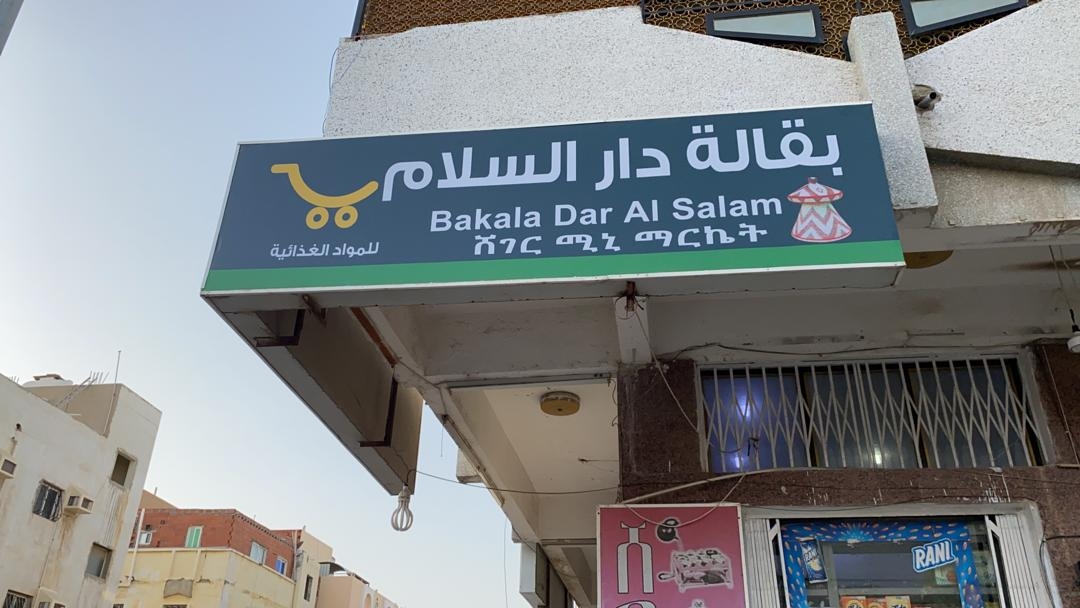 بقالة دار السلام
Bakala Dar Al Salam
ሸገር ሚኒ ማርኬት
للمواد الغذائية
RANI